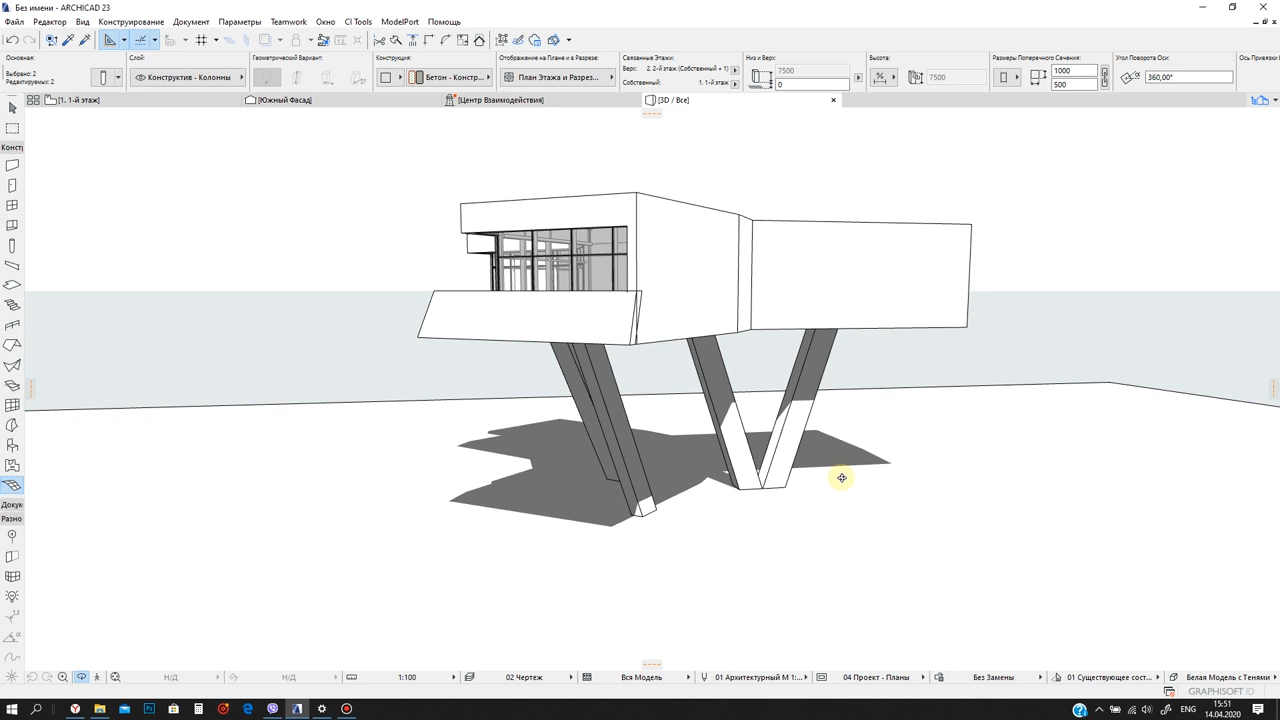 Без имени - ARCHICAD 23
Файл Редактор Вид Конструирование Документ Параметры Teamwork Окно CI Tools ModelPort Помощь
Основная: Слой: Геометрический Вариант: Конструкция: Отображение на Плане и в Разрезе: Связанные Этажи: Низ и Верх: Высота: Размеры Поперечного Сечения: Угол Поворота Оси: Ось Привязки
Выбрано: 2
Редактируемых: 2
Конструктив - Колонны
Бетон - Констр...
План Этажа и Разрез...
Верх: 2. 2-й этаж (Собственный + 1)
Собственный: 1. 1-й этаж
7500
0
7500
1000
500
360,00°
[1. 1-й этаж] [Южный Фасад] [Центр Взаимодействия] [3D / Все]
Констр
Докум
Разно
Н/Д Н/Д 1:100 02 Чертеж Вся Модель 01 Архитектурный М 1:... 04 Проект - Планы Без Замены 01 Существующее сост... Белая Модель с Тенями
GRAPHISOFT ID
ENG
15:51
14.04.2020